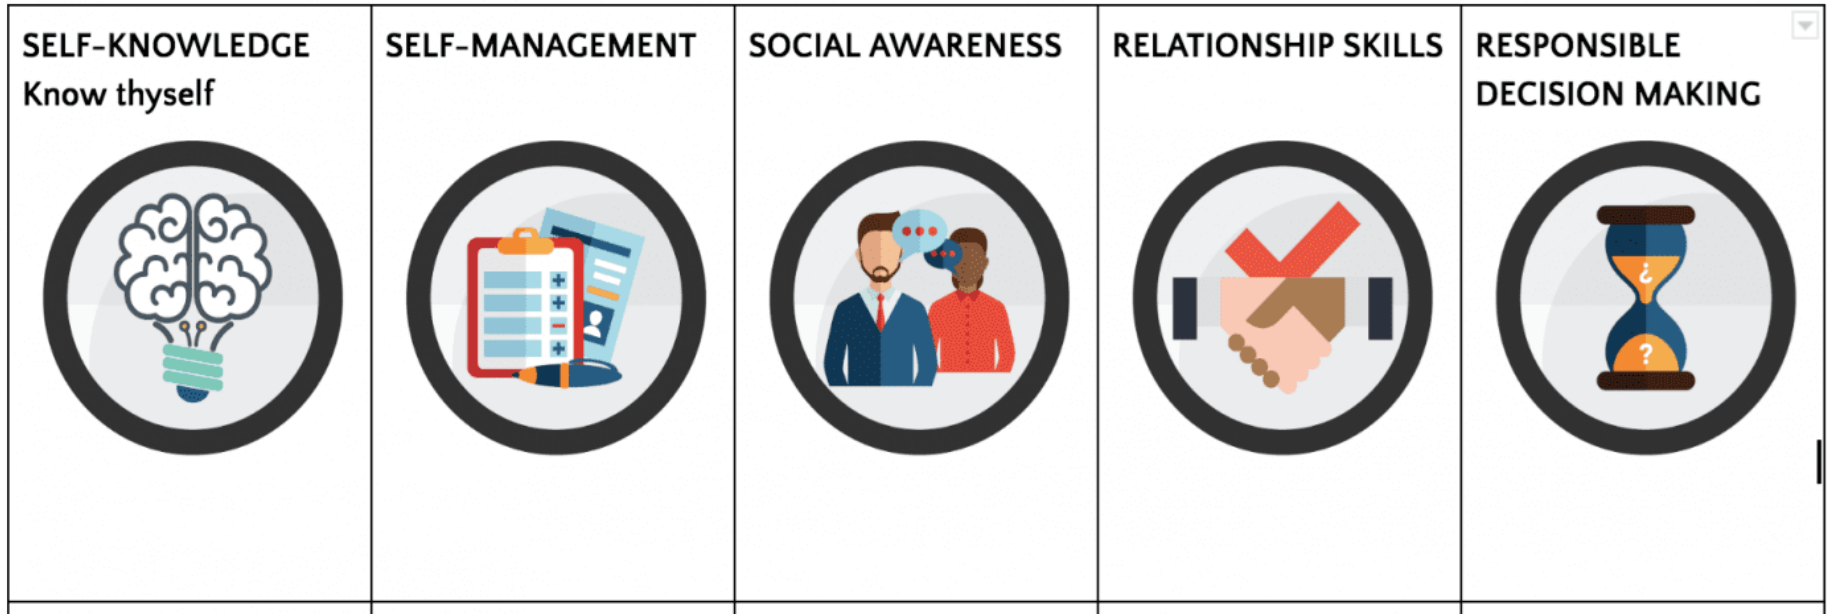 SELF-KNOWLEDGE
Know thyself
SELF-MANAGEMENT
SOCIAL AWARENESS
RELATIONSHIP SKILLS
RESPONSIBLE
DECISION MAKING
¿
?